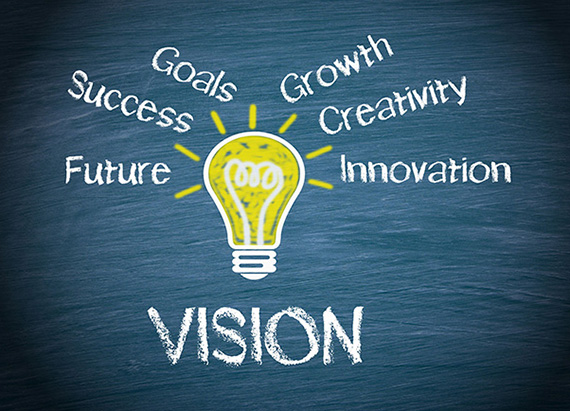 Goals
Growth
Success
Creativity
Future
Innovation
VISION